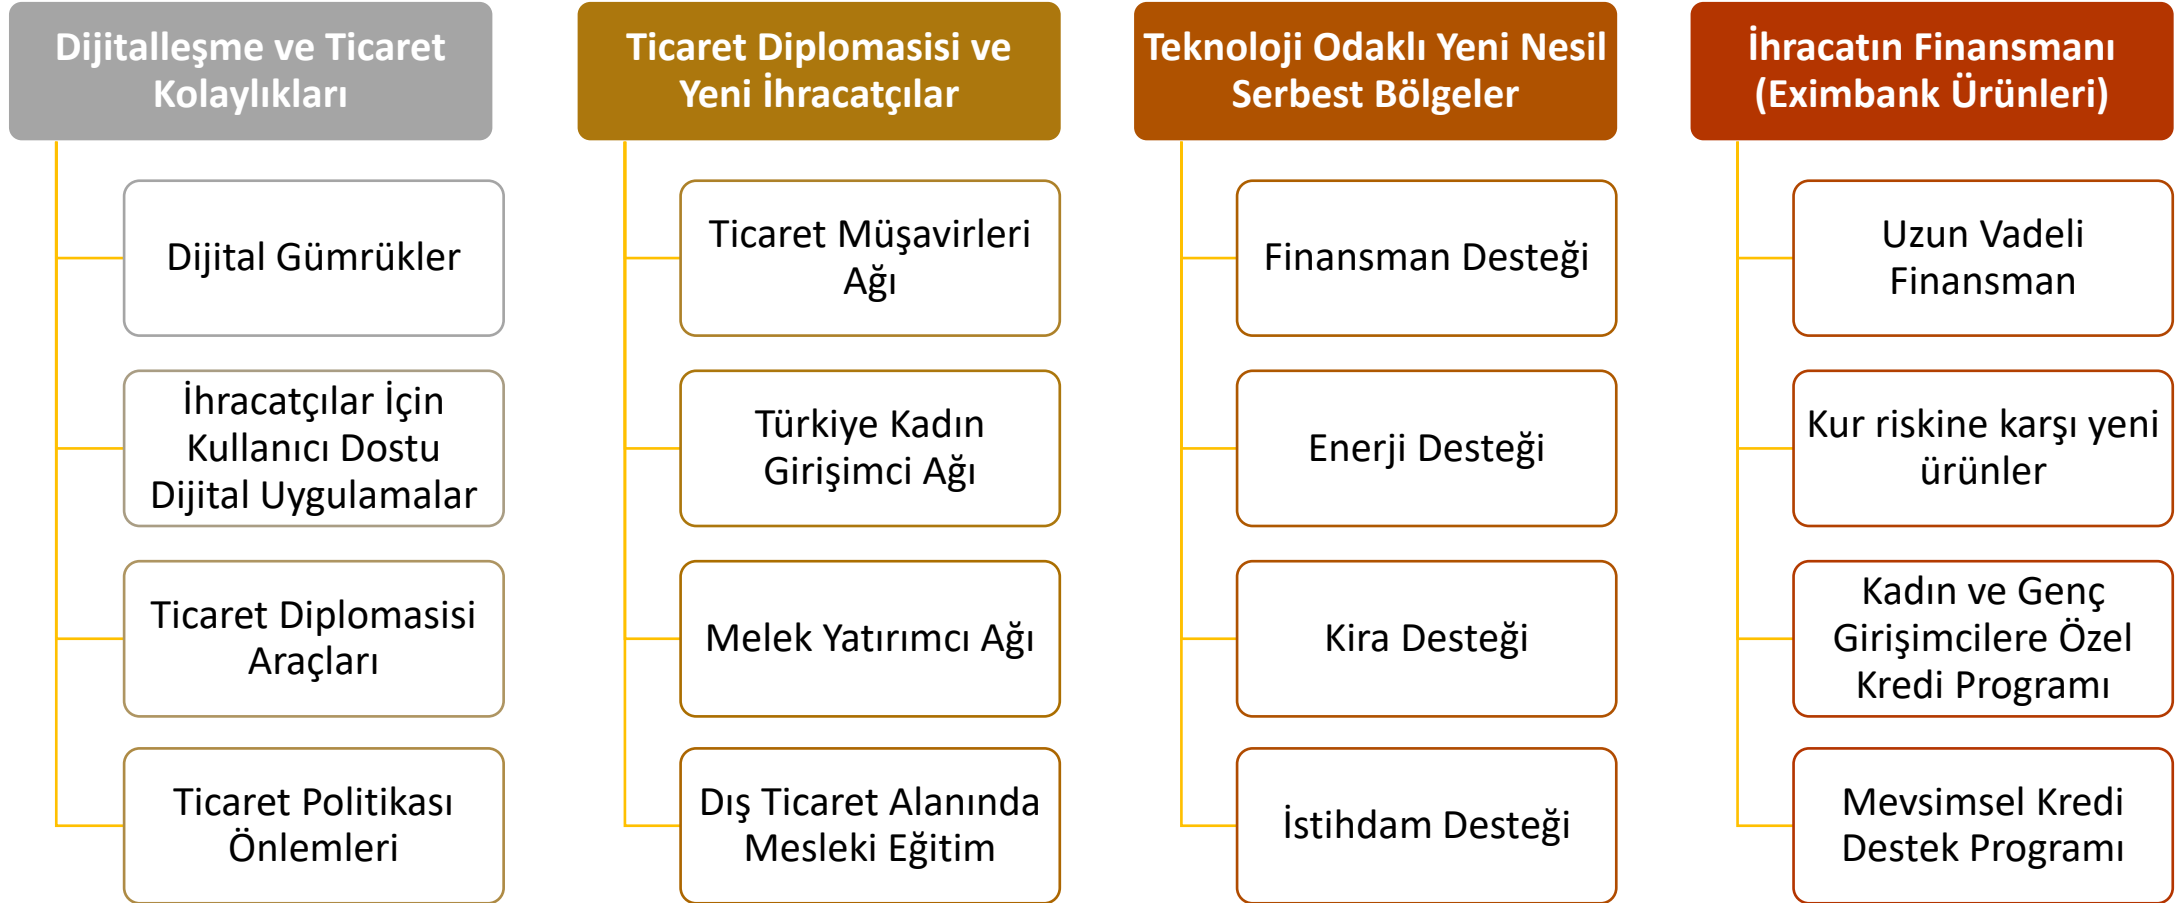 Dijitalleşme ve Ticaret
Kolaylıkları
Dijital Gümrükler
İhracatçılar İçin
Kullanıcı Dostu
Dijital Uygulamalar
Ticaret Diplomasisi
Araçları
Ticaret Politikası
Önlemleri
Ticaret Diplomasisi ve
Yeni İhracatçılar
Ticaret Müşavirleri
Ağı
Türkiye Kadın
Girişimci Ağı
Melek Yatırımcı Ağı
Dış Ticaret Alanında
Mesleki Eğitim
Teknoloji Odaklı Yeni Nesil
Serbest Bölgeler
Finansman Desteği
Enerji Desteği
Kira Desteği
İstihdam Desteği
İhracatın Finansmanı
(Eximbank Ürünleri)
Uzun Vadeli
Finansman
Kur riskine karşı yeni
ürünler
Kadın ve Genç
Girişimcilere Özel
Kredi Programı
Mevsimsel Kredi
Destek Programı